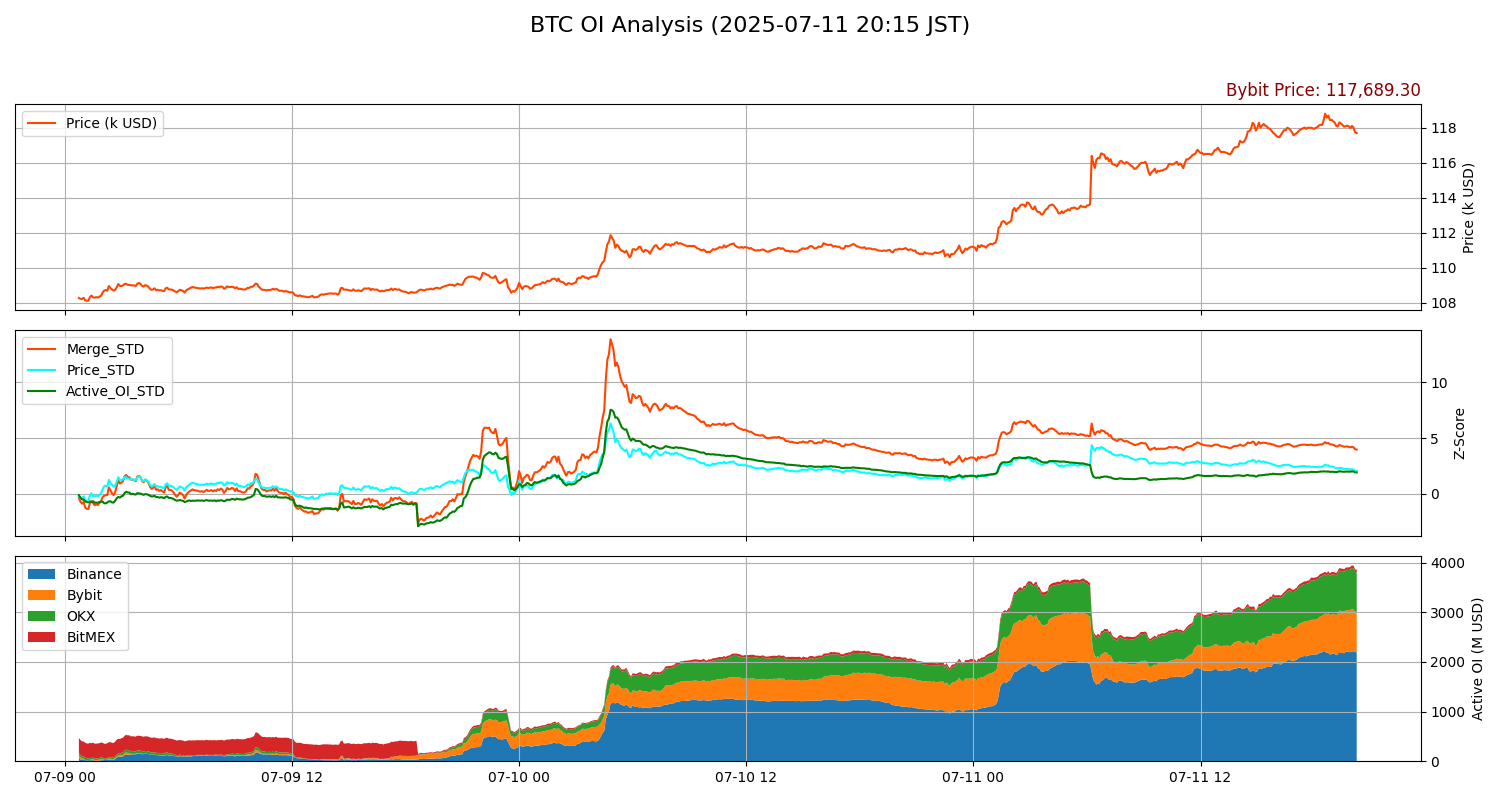 BTC OI Analysis (2025-07-11 20:15 JST)
Bybit Price: 117,689.30
Price (k USD)
118
116
114
112
110
108
Price (k USD)
Merge_STD
Price_STD
Active_OI_STD
10
5
0
Z-Score
Binance
Bybit
OKX
BitMEX
4000
3000
2000
1000
0
Active OI (M USD)
07-09 00
07-09 12
07-10 00
07-10 12
07-11 00
07-11 12